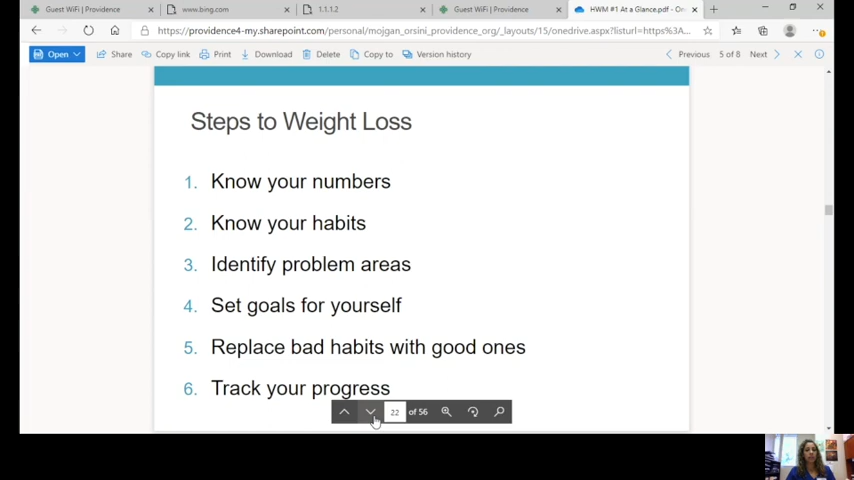 Guest WiFi | Providence
www.bing.com
1.1.1.2
Guest WiFi | Providence
HWM #1 At a Glance.pdf - On
https://providence4-my.sharepoint.com/personal/mojgan_orsini_providence_org/_layouts/15/onedrive.aspx?listurl=https%3A...
Open
Share
Copy link
Print
Download
Delete
Copy to
Version history
Previous
5 of 8
Next
Steps to Weight Loss
1. Know your numbers
2. Know your habits
3. Identify problem areas
4. Set goals for yourself
5. Replace bad habits with good ones
6. Track your progress
22 of 56